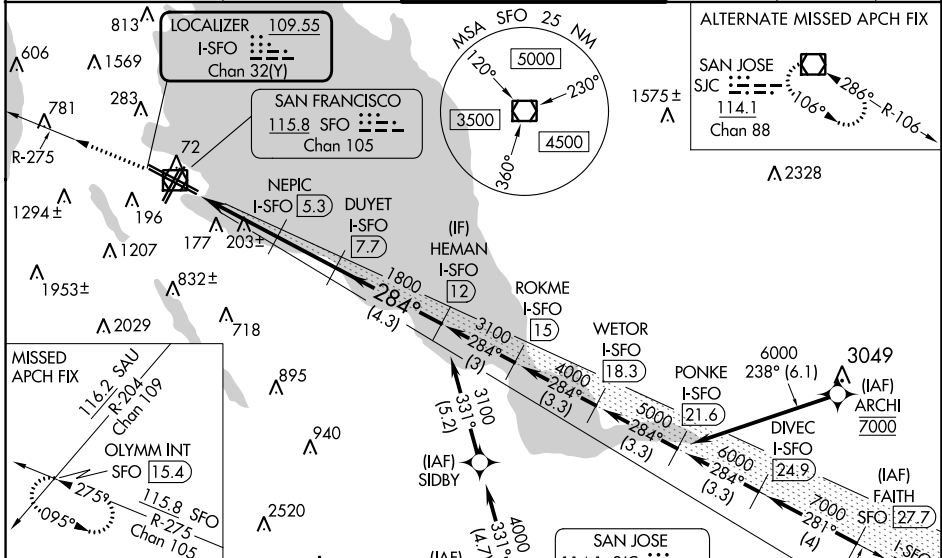 813
LOCALIZER 109.55
I-SFO
Chan 32(Y)
606
1569
283
781
R-275
SAN FRANCISCO
115.8 SFO
Chan 105
72
MSA SFO 25 NM
120°
230°
360°
5000
3500
4500
1575 ±
ALTERNATE MISSED APCH FIX
SAN JOSE
SJC
114.1
Chan 88
286°
R-106
106°
2328
1294 ±
196
177
203±
1207
1953±
832±
2029
718
895
940
2520
NEPIC
I-SFO 5.3
DUYET
I-SFO
7.7
(IF)
HEMAN
I-SFO
12
ROKME
I-SFO
15
WETOR
I-SFO
18.3
PONKE
I-SFO
21.6
DIVEC
I-SFO
24.9
(IAF)
FAITH
SFO 27.7
I-SFO
6000
238° (6.1)
3049
(IAF)
ARCHI
7000
1800
284°
(4.3)
3100
284°
(3)
4000
284°
(3.3)
5000
284°
(3.3)
6000
284°
(3.3)
7000
281°
(4)
3100
331°
(5.2)
(IAF)
SIDBY
4000
331°
(4.7)
(IAF)
SAN JOSE
MISSED
APCH FIX
116.2 SAU
R-204
Chan 109
OLYMM INT
SFO 15.4
275°
095°
115.8 SFO
R-275
Chan 105